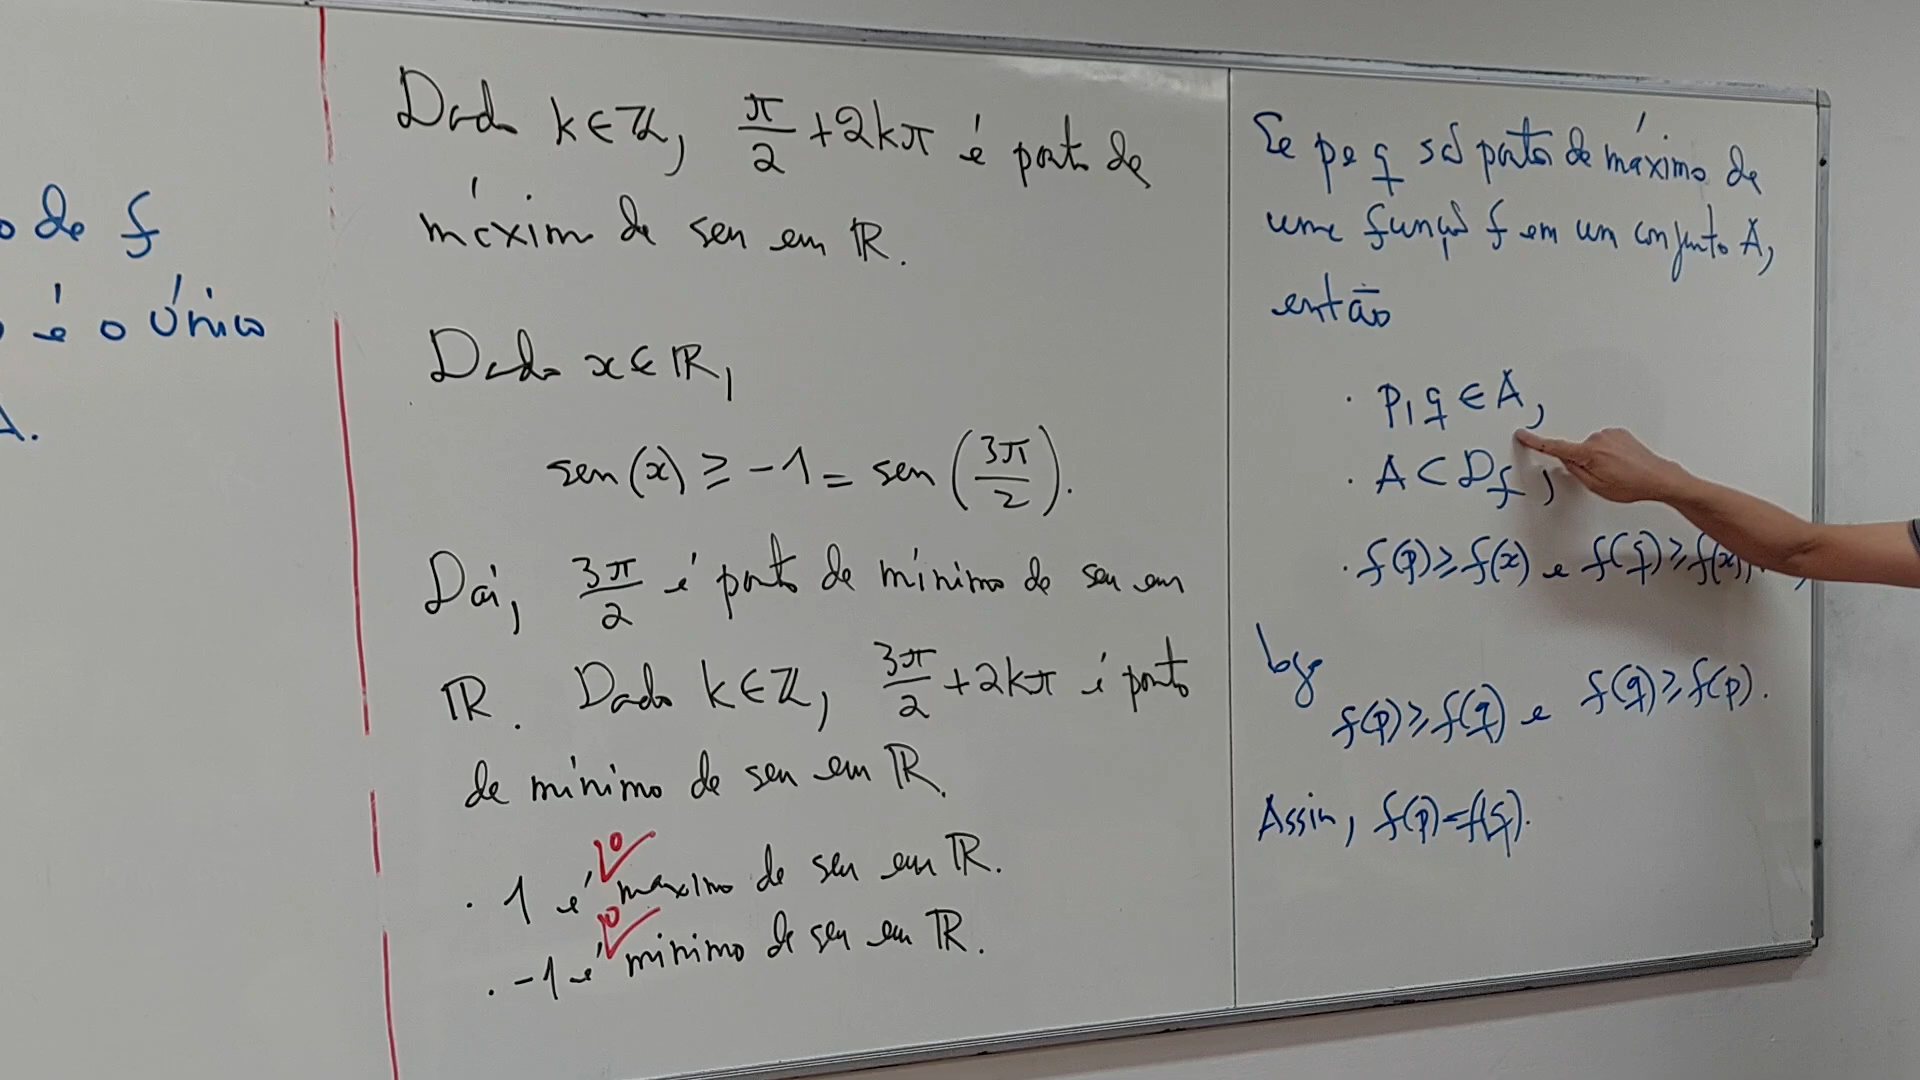 o de f
é o único
A.
Dado k ∈ ℤ, π/2 + 2kπ é ponto de
máximo de sen em ℝ.
Dado x ∈ ℝ,
sen(x) ≥ -1 = sen(3π/2).
Daí, 3π/2 é ponto de mínimo de sen em
ℝ. Dado k ∈ ℤ, 3π/2 + 2kπ é ponto
de mínimo de sen em ℝ.
· 1 é o máximo de sen em ℝ.
· -1 é o mínimo de sen em ℝ.
Se p e q são pontos de máximo de
uma função f em um conjunto A,
então
· p, q ∈ A,
· A ⊂ D_f,
· f(p) ≥ f(x) e f(q) ≥ f(x),
logo
f(p) ≥ f(q) e f(q) ≥ f(p).
Assim, f(p) = f(q).